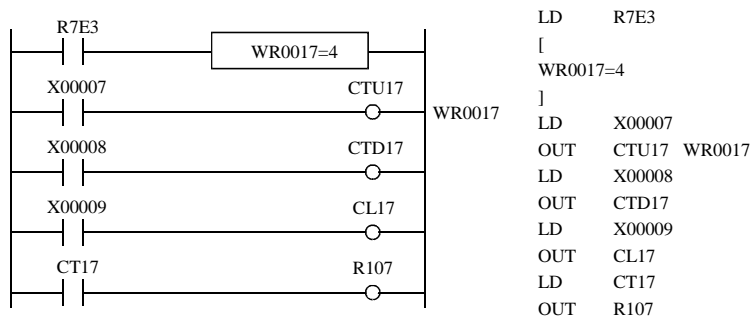 R7E3
WR0017=4
X00007 CTU17
WR0017
X00008 CTD17
X00009 CL17
CT17 R107
LD R7E3
[
WR0017=4
]
LD X00007
OUT CTU17 WR0017
LD X00008
OUT CTD17
LD X00009
OUT CL17
LD CT17
OUT R107